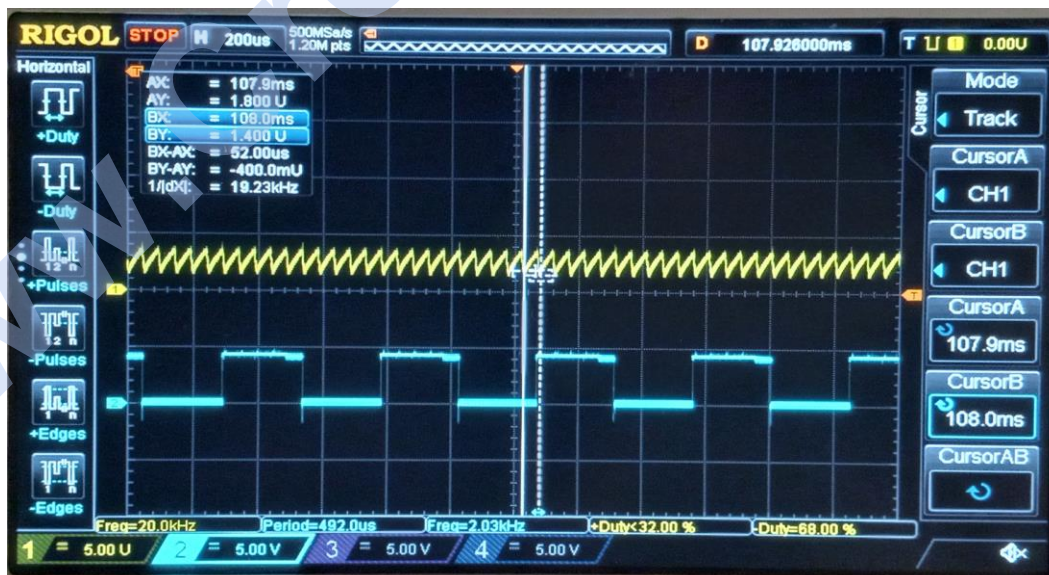 RIGOL STOP H 200us 500MSa/s 1.20M pts D 107.926000ms T 1 0.00U
Horizontal
+Duty
-Duty
+Pulses
-Pulses
+Edges
-Edges
AX: = 107.9ms
AY: = 1.800 U
BX: = 108.0ms
BY: = 1.400 U
BX-AX: = 52.00us
BY-AY: = -400.0mU
1/|dX|: = 19.23kHz
T
1
2
T
Cursor
Mode
Track
CursorA
CH1
CursorB
CH1
CursorA
107.9ms
CursorB
108.0ms
CursorAB
Freq=20.0kHz Period=492.0us Freq=2.03kHz +Duty<32.00 % -Duty=68.00 %
1 = 5.00 U 2 = 5.00 V 3 = 5.00 V 4 = 5.00 V